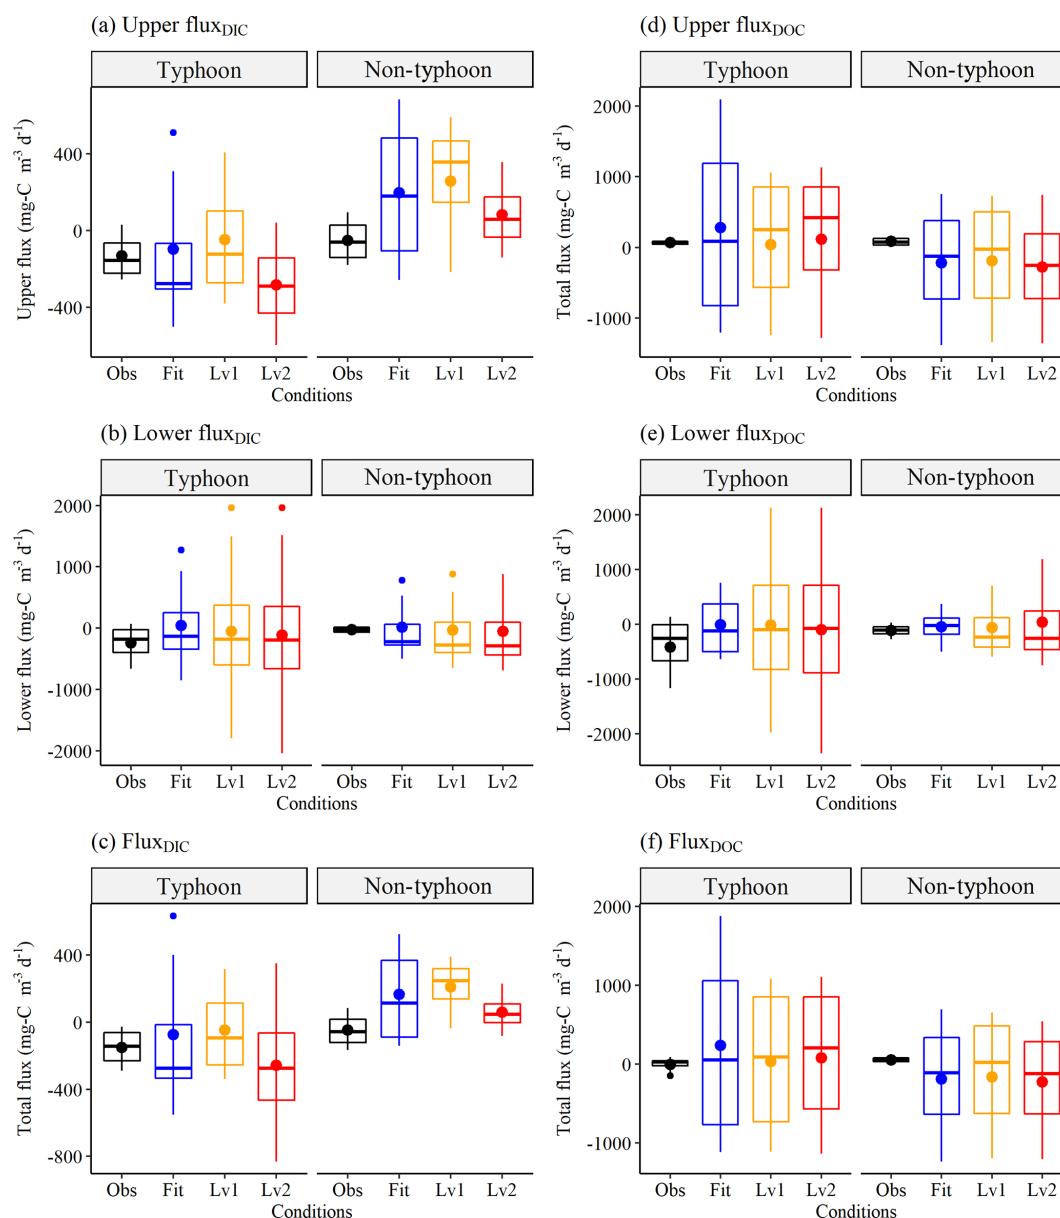 (a) Upper flux_DIC
Typhoon
Non-typhoon
Upper flux (mg-C m⁻³ d⁻¹)
400
0
-400
Obs Fit Lv1 Lv2
Obs Fit Lv1 Lv2
Conditions
(d) Upper flux_DOC
Typhoon
Non-typhoon
Total flux (mg-C m⁻³ d⁻¹)
2000
1000
0
-1000
Obs Fit Lv1 Lv2
Obs Fit Lv1 Lv2
Conditions
(b) Lower flux_DIC
Typhoon
Non-typhoon
Lower flux (mg-C m⁻³ d⁻¹)
2000
1000
0
-1000
-2000
Obs Fit Lv1 Lv2
Obs Fit Lv1 Lv2
Conditions
(e) Lower flux_DOC
Typhoon
Non-typhoon
Lower flux (mg-C m⁻³ d⁻¹)
2000
1000
0
-1000
-2000
Obs Fit Lv1 Lv2
Obs Fit Lv1 Lv2
Conditions
(c) Flux_DIC
Typhoon
Non-typhoon
Total flux (mg-C m⁻³ d⁻¹)
400
0
-400
-800
Obs Fit Lv1 Lv2
Obs Fit Lv1 Lv2
Conditions
(f) Flux_DOC
Typhoon
Non-typhoon
Total flux (mg-C m⁻³ d⁻¹)
2000
1000
0
-1000
Obs Fit Lv1 Lv2
Obs Fit Lv1 Lv2
Conditions